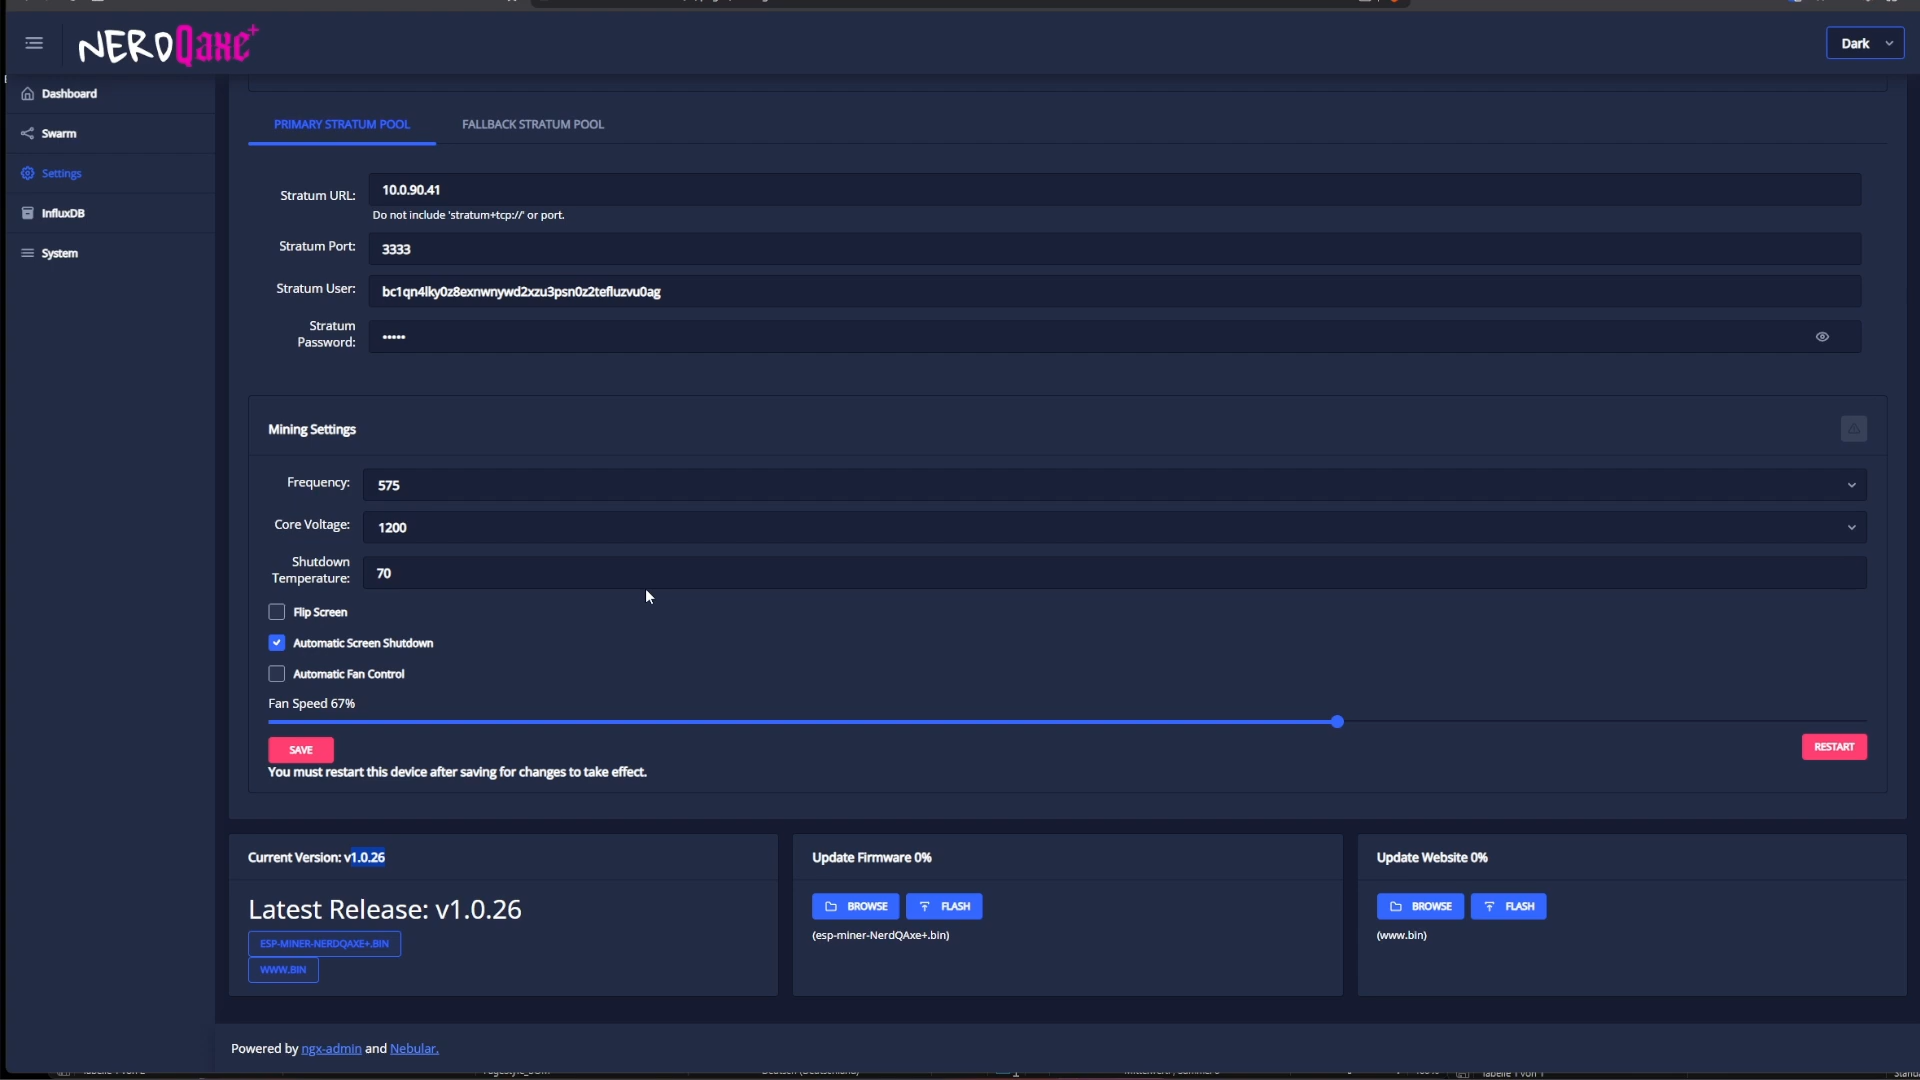 NERDQaxe+
Dark
Dashboard
Swarm
Settings
InfluxDB
System
PRIMARY STRATUM POOL
FALLBACK STRATUM POOL
Stratum URL:
10.0.90.41
Do not include 'stratum+tcp://' or port.
Stratum Port:
3333
Stratum User:
bc1qn4lky0z8exnwnywd2xzu3psn0z2tefluzvu0ag
Stratum
Password:
•••••
Mining Settings
Frequency:
575
Core Voltage:
1200
Shutdown
Temperature:
70
Flip Screen
Automatic Screen Shutdown
Automatic Fan Control
Fan Speed 67%
SAVE
RESTART
You must restart this device after saving for changes to take effect.
Current Version: v1.0.26
Latest Release: v1.0.26
ESP-MINER-NERDQAXE+.BIN
WWW.BIN
Update Firmware 0%
BROWSE
FLASH
(esp-miner-NerdQAxe+.bin)
Update Website 0%
BROWSE
FLASH
(www.bin)
Powered by ngx-admin and Nebular.